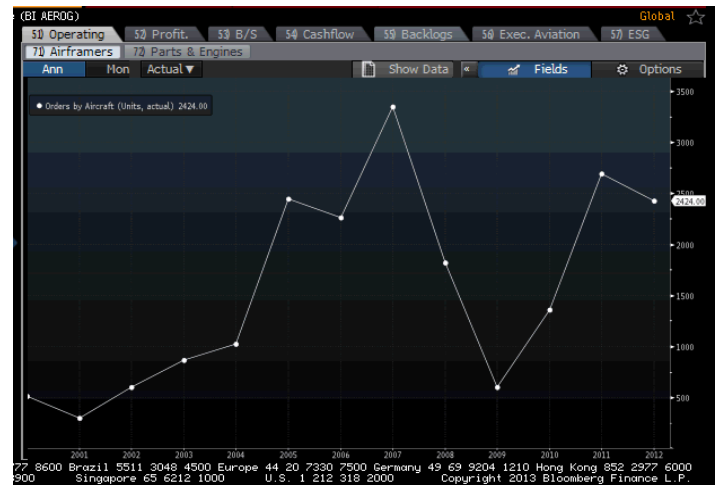 (BI AEROG) Global
51) Operating 52) Profit. 53) B/S 54) Cashflow 55) Backlogs 56) Exec. Aviation 57) ESG
71) Airframers 72) Parts & Engines
Ann Mon Actual ▼ Show Data « Fields Options
Orders by Aircraft (Units, actual) 2424.00
3500
3000
2500
2424.00
2000
1500
1000
500
2001 2002 2003 2004 2005 2006 2007 2008 2009 2010 2011 2012
77 8600 Brazil 5511 3048 4500 Europe 44 20 7330 7500 Germany 49 69 9204 1210 Hong Kong 852 2977 6000
8900 Singapore 65 6212 1000 U.S. 1 212 318 2000 Copyright 2013 Bloomberg Finance L.P.